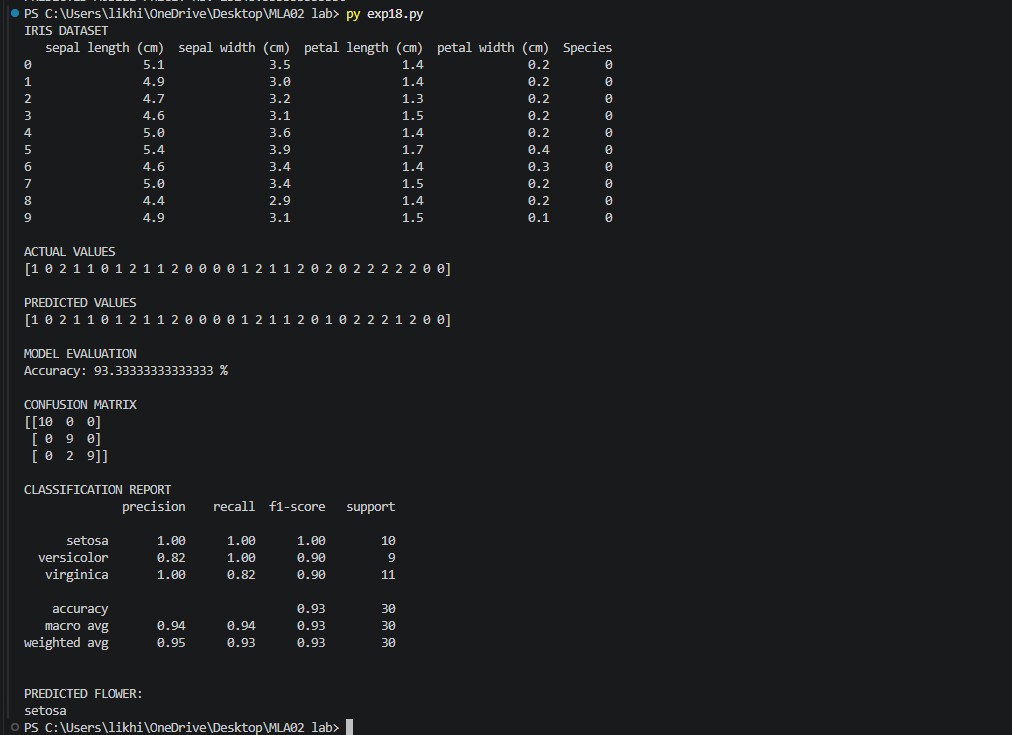 PS C:\Users\likhi\OneDrive\Desktop\MLA02 lab> py exp18.py
IRIS DATASET
   sepal length (cm)  sepal width (cm)  petal length (cm)  petal width (cm)  Species
0                5.1               3.5                1.4               0.2        0
1                4.9               3.0                1.4               0.2        0
2                4.7               3.2                1.3               0.2        0
3                4.6               3.1                1.5               0.2        0
4                5.0               3.6                1.4               0.2        0
5                5.4               3.9                1.7               0.4        0
6                4.6               3.4                1.4               0.3        0
7                5.0               3.4                1.5               0.2        0
8                4.4               2.9                1.4               0.2        0
9                4.9               3.1                1.5               0.1        0
ACTUAL VALUES
[1 0 2 1 1 0 1 2 1 1 2 0 0 0 0 1 2 1 1 2 0 2 0 2 2 2 2 2 0 0]
PREDICTED VALUES
[1 0 2 1 1 0 1 2 1 1 2 0 0 0 0 1 2 1 1 2 0 1 0 2 2 2 1 2 0 0]
MODEL EVALUATION
Accuracy: 93.33333333333333 %
CONFUSION MATRIX
[[10  0  0]
 [ 0  9  0]
 [ 0  2  9]]
CLASSIFICATION REPORT
              precision    recall  f1-score   support
      setosa       1.00      1.00      1.00        10
  versicolor       0.82      1.00      0.90         9
   virginica       1.00      0.82      0.90        11
    accuracy                           0.93        30
   macro avg       0.94      0.94      0.93        30
weighted avg       0.95      0.93      0.93        30
PREDICTED FLOWER:
setosa
PS C:\Users\likhi\OneDrive\Desktop\MLA02 lab>